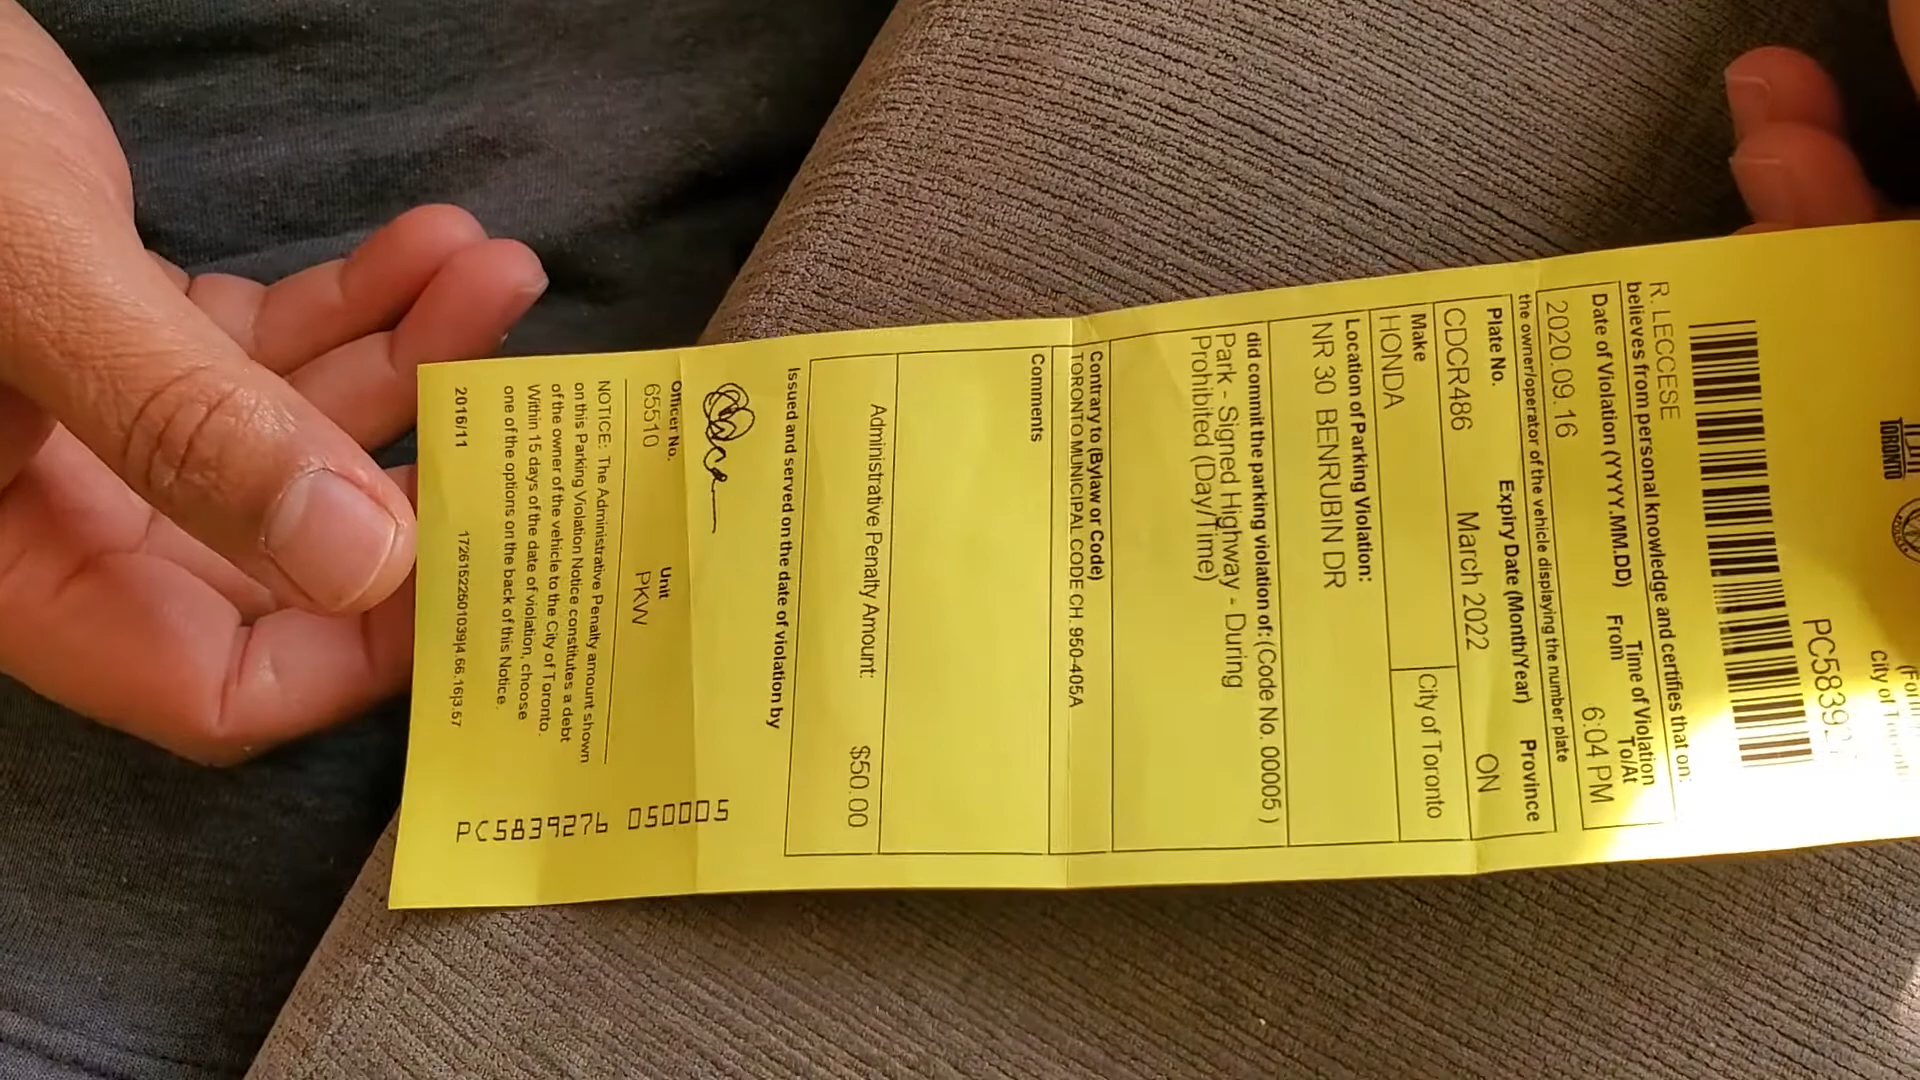 TORONTO
City of Toronto
PC583927
R. LECCESE
believes from personal knowledge and certifies that on:
Date of Violation (YYYY.MM.DD) Time of Violation
From To/At
2020.09.16 6:04 PM
the owner/operator of the vehicle displaying the number plate
Plate No. Expiry Date (Month/Year) Province
CDCR486 March 2022 ON
Make
HONDA City of Toronto
Location of Parking Violation:
NR 30 BENRUBIN DR
did commit the parking violation of: (Code No. 00005 )
Park - Signed Highway - During
Prohibited (Day/Time)
Contrary to (Bylaw or Code)
TORONTO MUNICIPAL CODE CH. 950-405A
Comments
Administrative Penalty Amount: $50.00
Issued and served on the date of violation by
Officer No. Unit
65510 PKW
NOTICE: The Administrative Penalty amount shown
on this Parking Violation Notice constitutes a debt
of the owner of the vehicle to the City of Toronto.
Within 15 days of the date of violation, choose
one of the options on the back of this Notice.
2016/11 17261522501039|4.66.16|3.57
PC5839276 050005